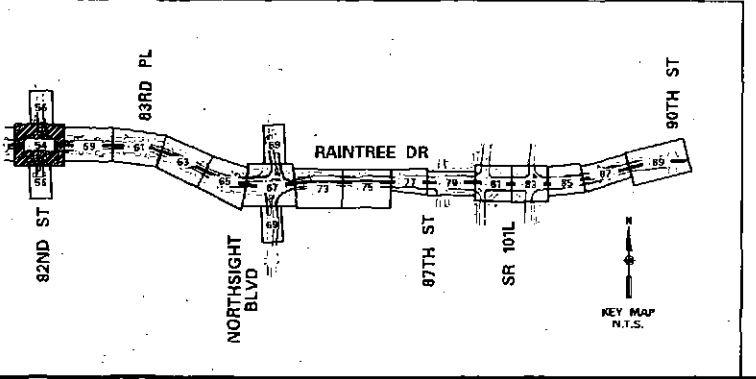 83RD PL
90TH ST
56
54
59
61
63
65
69
RAINTREE DR
67
73
75
77
79
81
83
85
87
89
56
69
82ND ST
NORTHSIGHT
BLVD
87TH ST
SR 101L
N
KEY MAP
N.T.S.